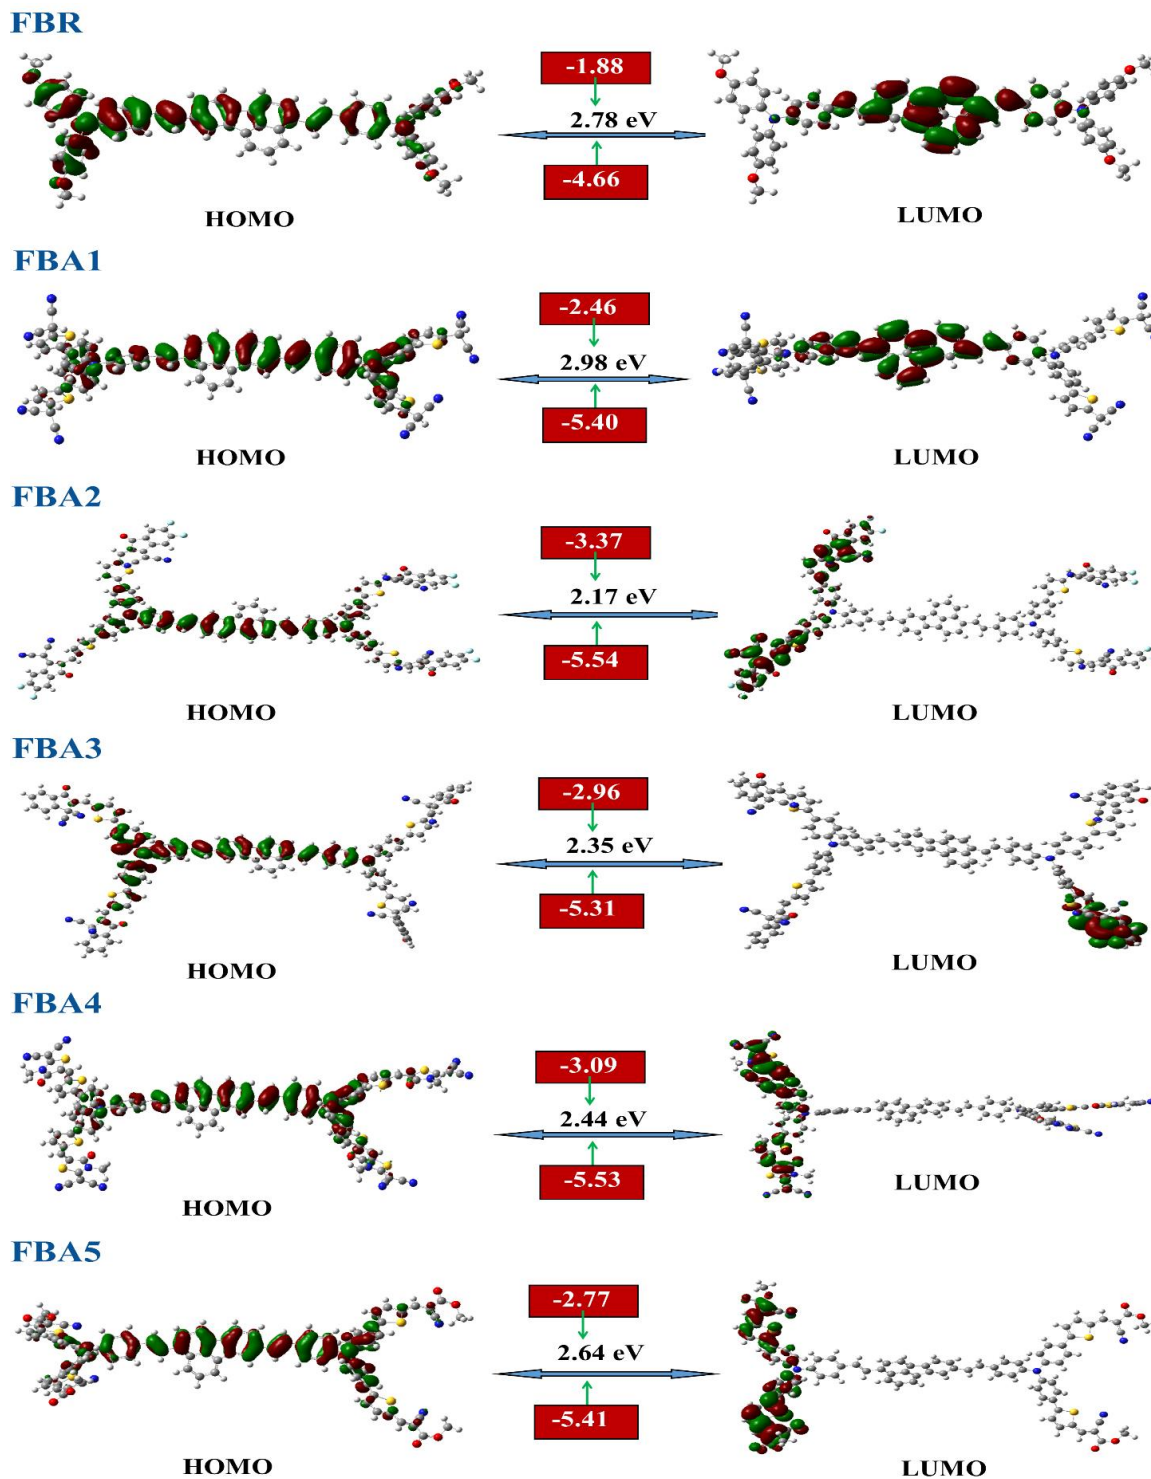 FBR
-1.88
2.78 eV
-4.66
HOMO
LUMO
FBA1
-2.46
2.98 eV
-5.40
HOMO
LUMO
FBA2
-3.37
2.17 eV
-5.54
HOMO
LUMO
FBA3
-2.96
2.35 eV
-5.31
HOMO
LUMO
FBA4
-3.09
2.44 eV
-5.53
HOMO
LUMO
FBA5
-2.77
2.64 eV
-5.41
HOMO
LUMO